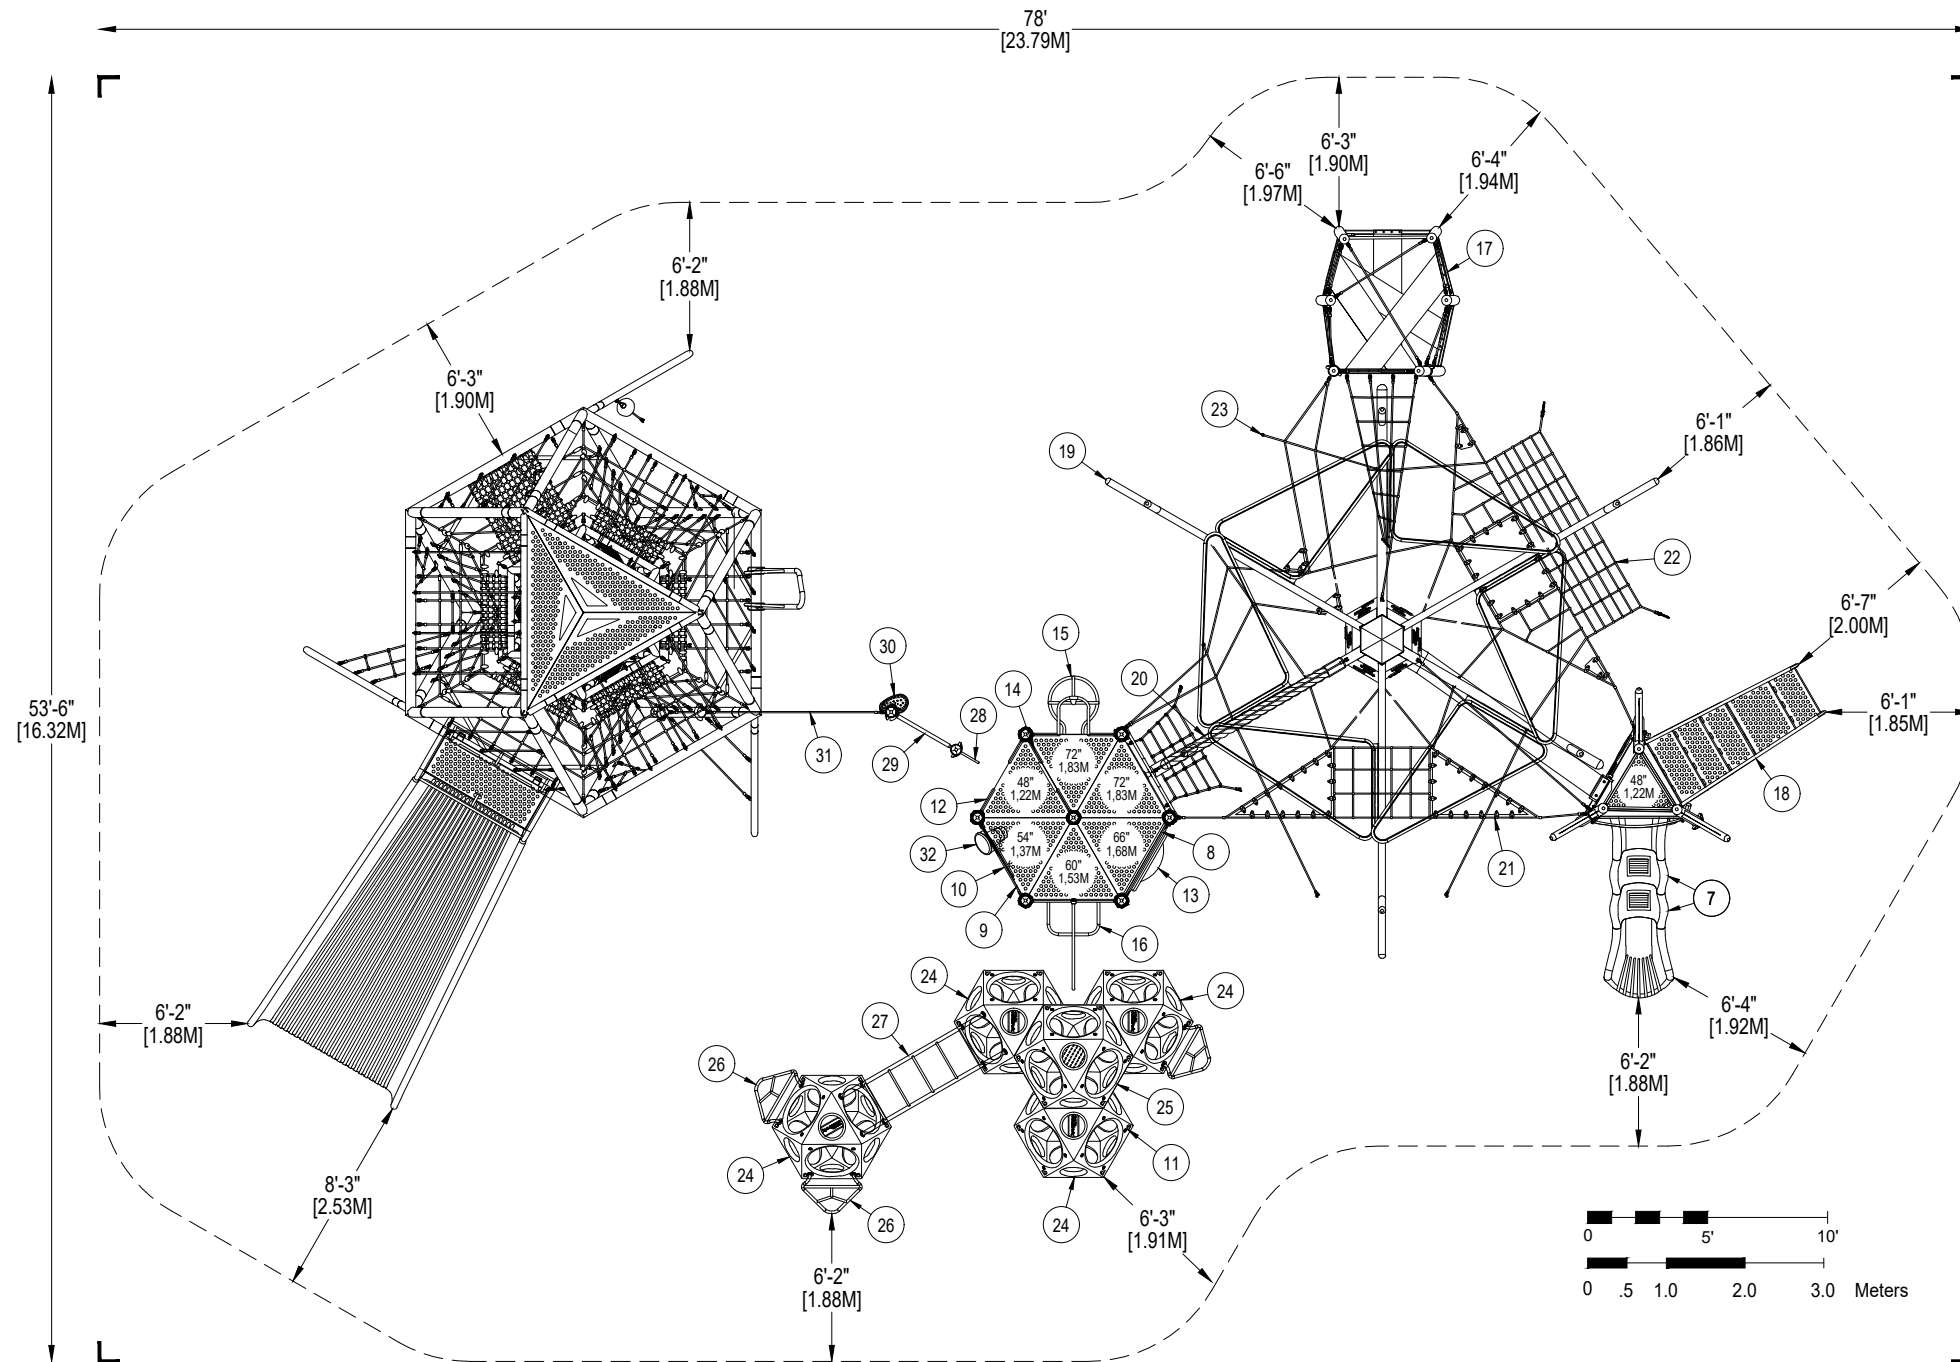 78'
[23.79M]
6'-3"
[1.90M]
6'-4"
[1.94M]
6'-6"
[1.97M]
17
6'-2"
[1.88M]
6'-3"
[1.90M]
23
6'-1"
[1.86M]
19
22
6'-7"
[2.00M]
15
30
14
20
28
6'-1"
[1.85M]
53'-6"
[16.32M]
31
29
72"
1,83M
48"
1,22M
72"
1,83M
48"
1,22M
18
12
54"
1,37M
66"
1,68M
60"
1,53M
32
8
10
13
21
7
9
16
24
24
6'-2"
[1.88M]
27
6'-4"
[1.92M]
26
6'-2"
[1.88M]
25
24
11
8'-3"
[2.53M]
26
24
6'-3"
[1.91M]
0
5'
10'
6'-2"
[1.88M]
0 .5 1.0 2.0 3.0 Meters